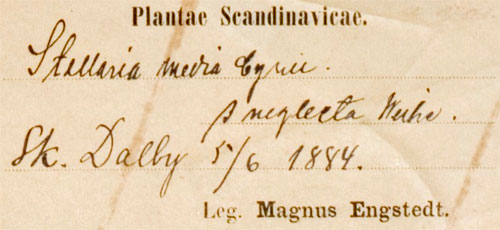 Plantae Scandinavicae.
Stellaria media Cyrill.
β neglecta Weihe.
Sk. Dalby 5/6 1884.
Leg. Magnus Engstedt.